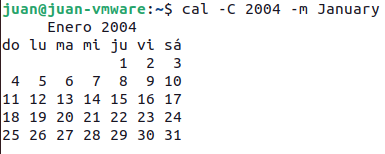 juan@juan-vmware:~$ cal -C 2004 -m January
Enero 2004
do lu ma mi ju vi sá
1 2 3
4 5 6 7 8 9 10
11 12 13 14 15 16 17
18 19 20 21 22 23 24
25 26 27 28 29 30 31